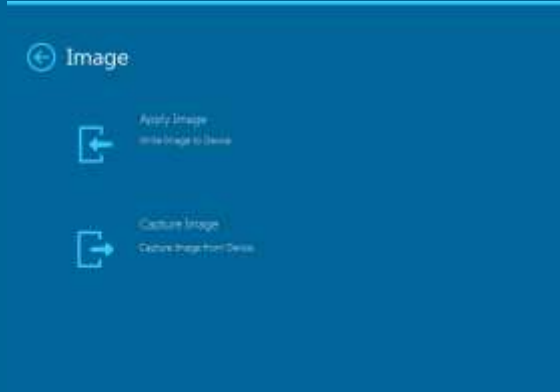 Image
Apply Image
Write Image to Device
Capture Image
Capture Image from Device